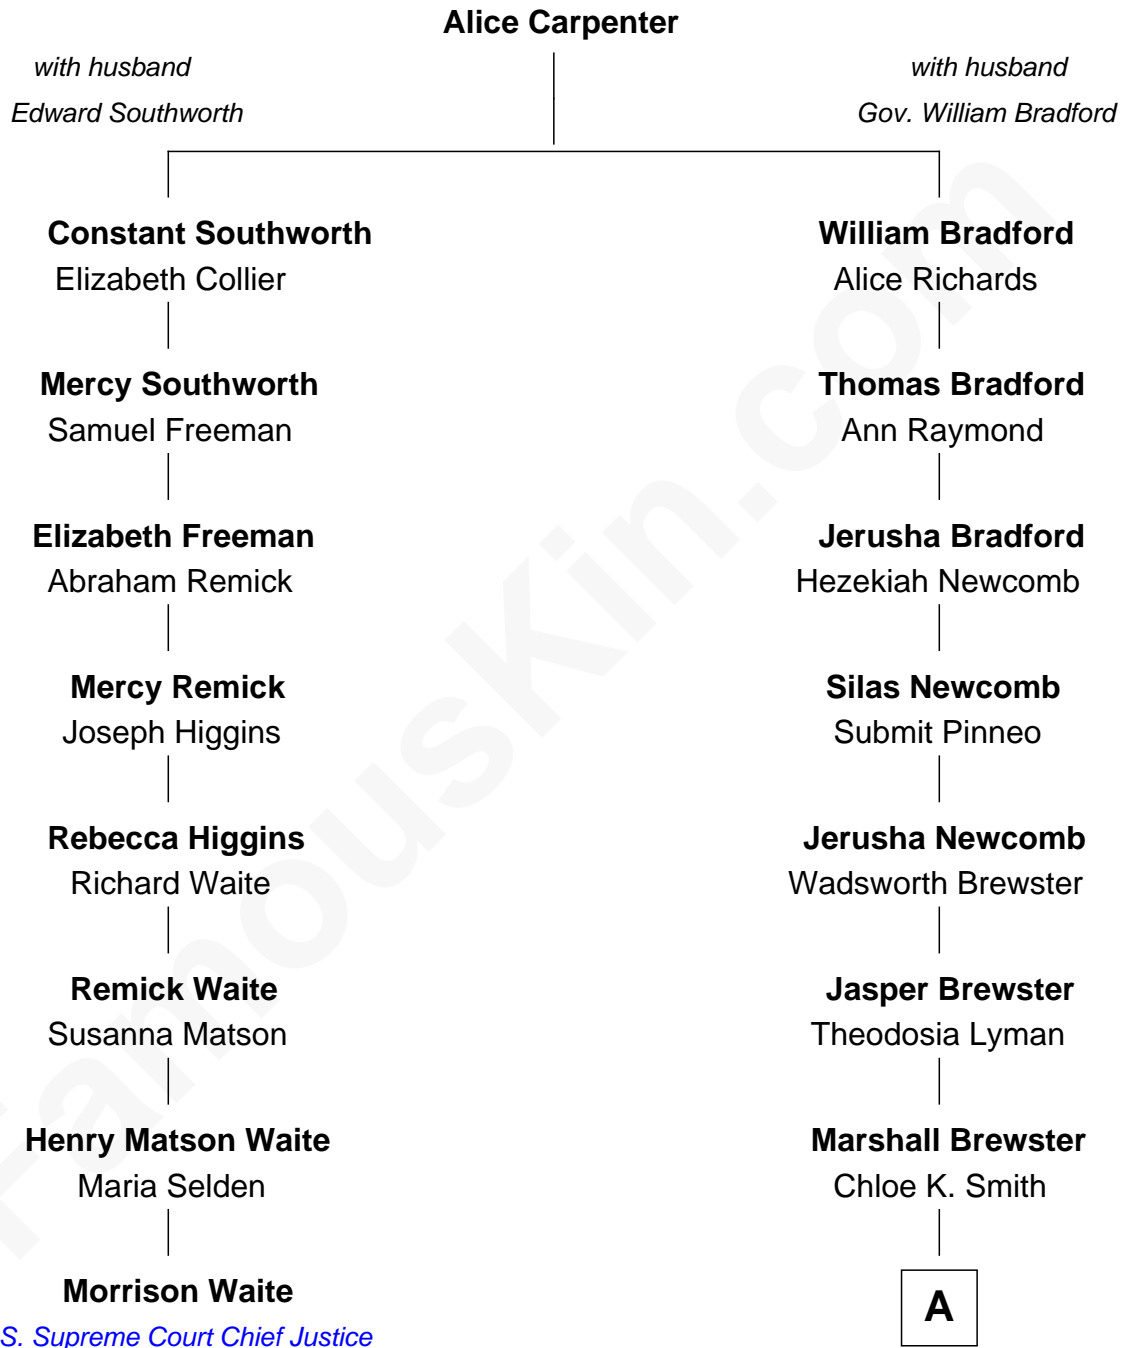 Alice Carpenter
with husband
Edward Southworth
with husband
Gov. William Bradford
Constant Southworth
Elizabeth Collier
William Bradford
Alice Richards
Mercy Southworth
Samuel Freeman
Thomas Bradford
Ann Raymond
Elizabeth Freeman
Abraham Remick
Jerusha Bradford
Hezekiah Newcomb
Mercy Remick
Joseph Higgins
Silas Newcomb
Submit Pinneo
Rebecca Higgins
Richard Waite
Jerusha Newcomb
Wadsworth Brewster
Remick Waite
Susanna Matson
Jasper Brewster
Theodosia Lyman
Henry Matson Waite
Maria Selden
Marshall Brewster
Chloe K. Smith
Morrison Waite
S. Supreme Court Chief Justice
A
FamousKin.com